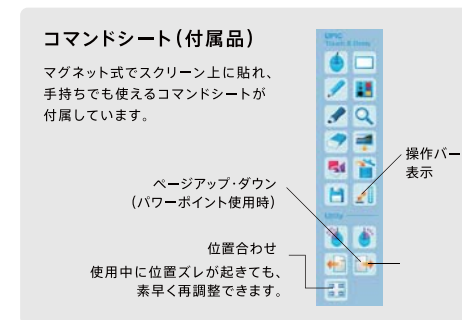 コマンドシート(付属品)
マグネット式でスクリーン上に貼れ、
手持ちでも使えるコマンドシートが
付属しています。
UPIC
Touch & Draw
操作バー
表示
ページアップ・ダウン
(パワーポイント使用時)
Utility
位置合わせ
使用中に位置ズレが起きても、
素早く再調整できます。